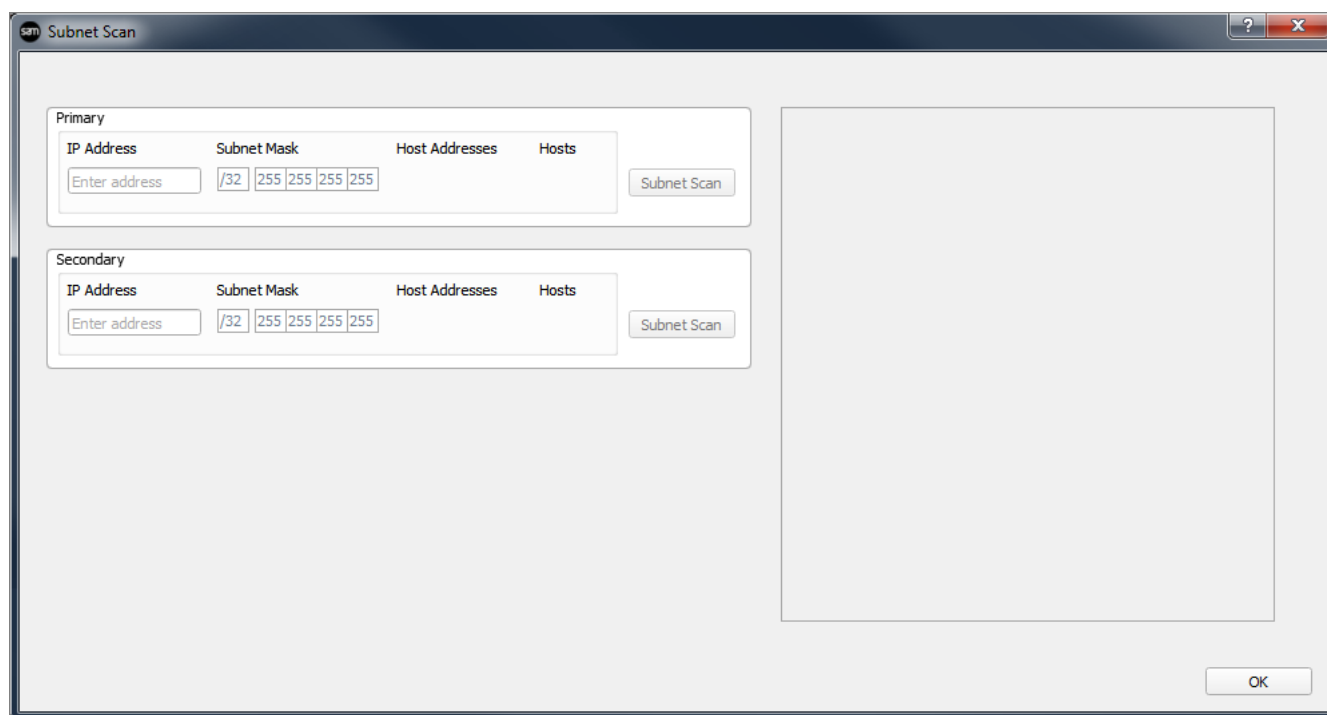 sam Subnet Scan ? X
Primary
IP Address Subnet Mask Host Addresses Hosts
Enter address /32 255 255 255 255 Subnet Scan
Secondary
IP Address Subnet Mask Host Addresses Hosts
Enter address /32 255 255 255 255 Subnet Scan
OK